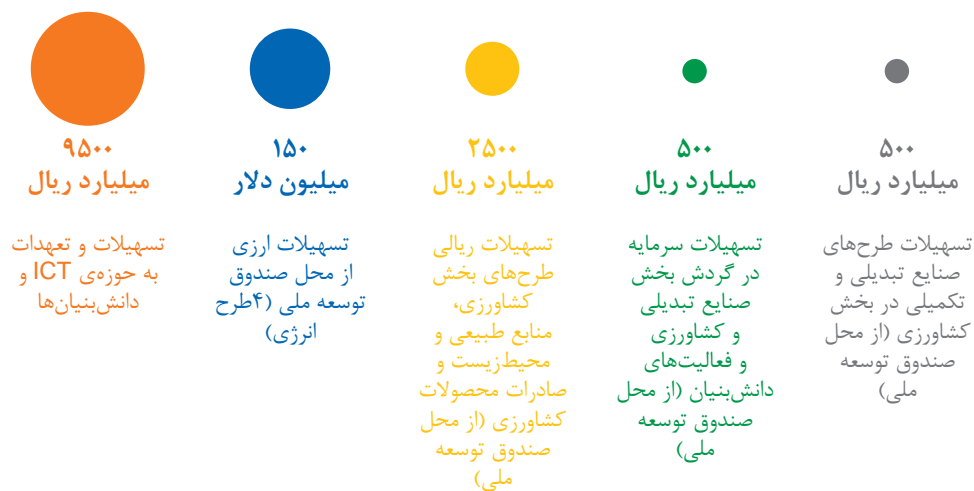 ۵۰۰
میلیارد ریال
تسهیلات طرح‌های
صنایع تبدیلی و
تکمیلی در بخش
کشاورزی (از محل
صندوق توسعه
ملی)
۵۰۰
میلیارد ریال
تسهیلات سرمایه
در گردش بخش
صنایع تبدیلی
و کشاورزی
و فعالیت‌های
دانش‌بنیان (از محل
صندوق توسعه
ملی)
۲۵۰۰
میلیارد ریال
تسهیلات ریالی
طرح‌های بخش
کشاورزی،
منابع طبیعی و
محیط‌زیست و
صادرات محصولات
کشاورزی (از محل
صندوق توسعه
ملی)
۱۵۰
میلیون دلار
تسهیلات ارزی
از محل صندوق
توسعه ملی (۴طرح
انرژی)
۹۵۰۰
میلیارد ریال
تسهیلات و تعهدات
به حوزه‌ی ICT و
دانش‌بنیان‌ها